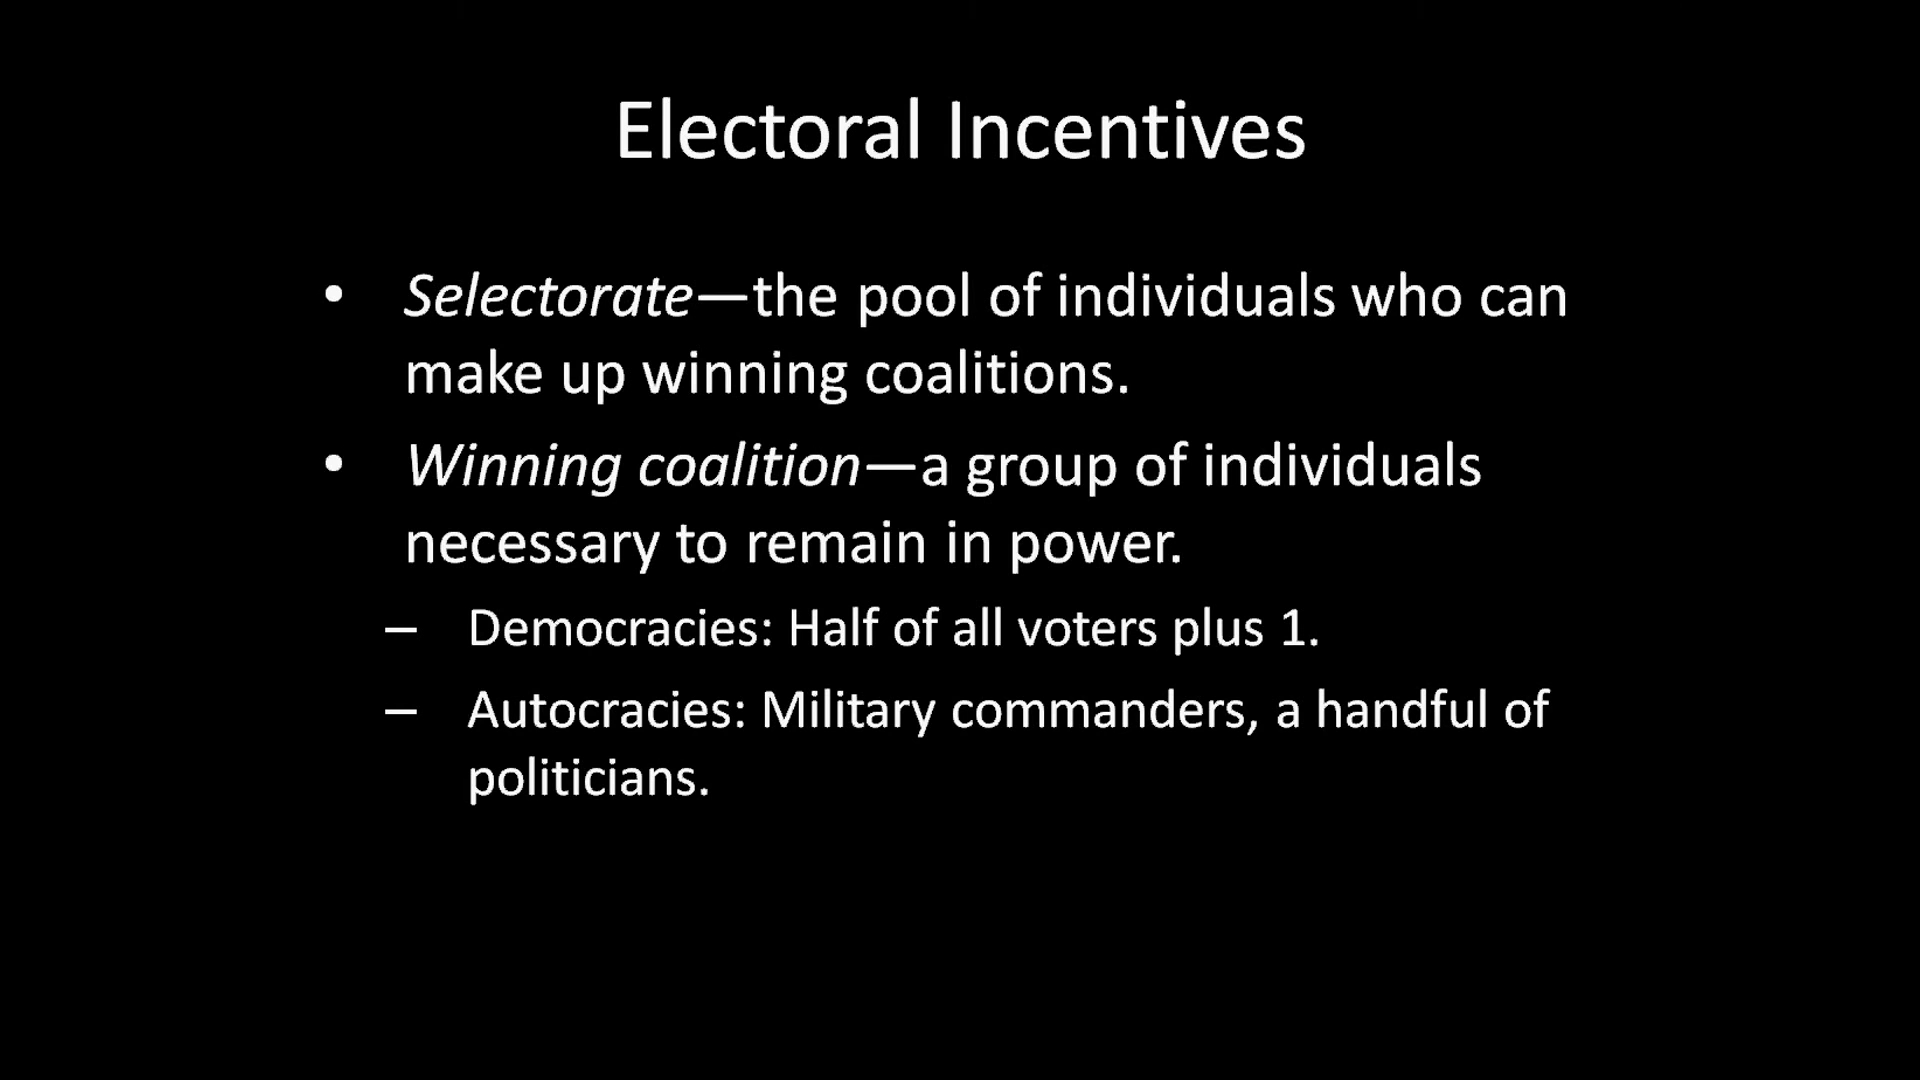 Electoral Incentives
• Selectorate—the pool of individuals who can
make up winning coalitions.
• Winning coalition—a group of individuals
necessary to remain in power.
– Democracies: Half of all voters plus 1.
– Autocracies: Military commanders, a handful of
politicians.